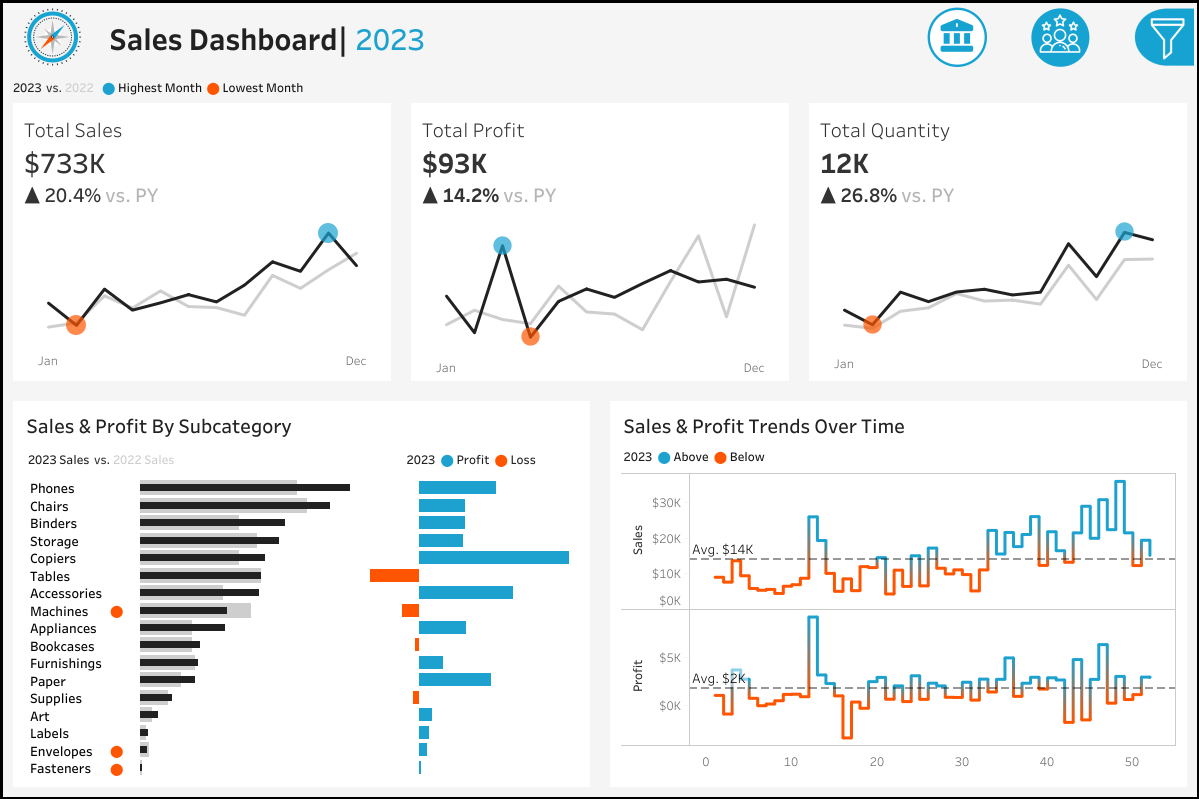 Sales Dashboard| 2023
2023 vs. 2022 Highest Month Lowest Month
Total Sales
$733K
▲ 20.4% vs. PY
Jan Dec
Total Profit
$93K
▲ 14.2% vs. PY
Jan Dec
Total Quantity
12K
▲ 26.8% vs. PY
Jan Dec
Sales & Profit By Subcategory
2023 Sales vs. 2022 Sales
2023 Profit Loss
Phones
Chairs
Binders
Storage
Copiers
Tables
Accessories
Machines
Appliances
Bookcases
Furnishings
Paper
Supplies
Art
Labels
Envelopes
Fasteners
Sales & Profit Trends Over Time
2023 Above Below
Sales
$30K
$20K
$10K
$0K
Avg. $14K
Profit
$5K
$0K
Avg. $2K
0 10 20 30 40 50